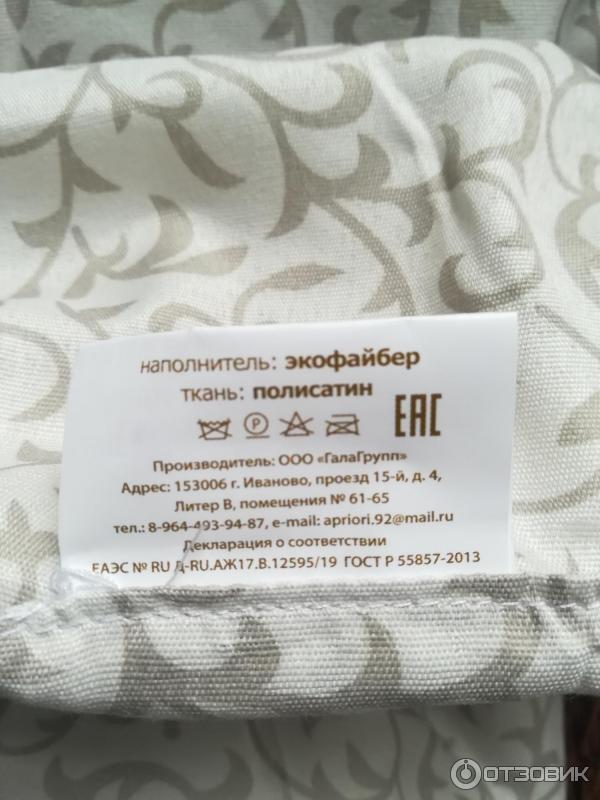 наполнитель: экофайбер
ткань: полисатин
P
ЕАС
Производитель: ООО «ГалаГрупп»
Адрес: 153006 г. Иваново, проезд 15-й, д. 4,
Литер В, помещения № 61-65
тел.: 8-964-493-94-87, e-mail: apriori.92@mail.ru
Декларация о соответствии
ЕАЭС № RU Д-RU.АЖ17.В.12595/19 ГОСТ Р 55857-2013
ОТЗОВИК